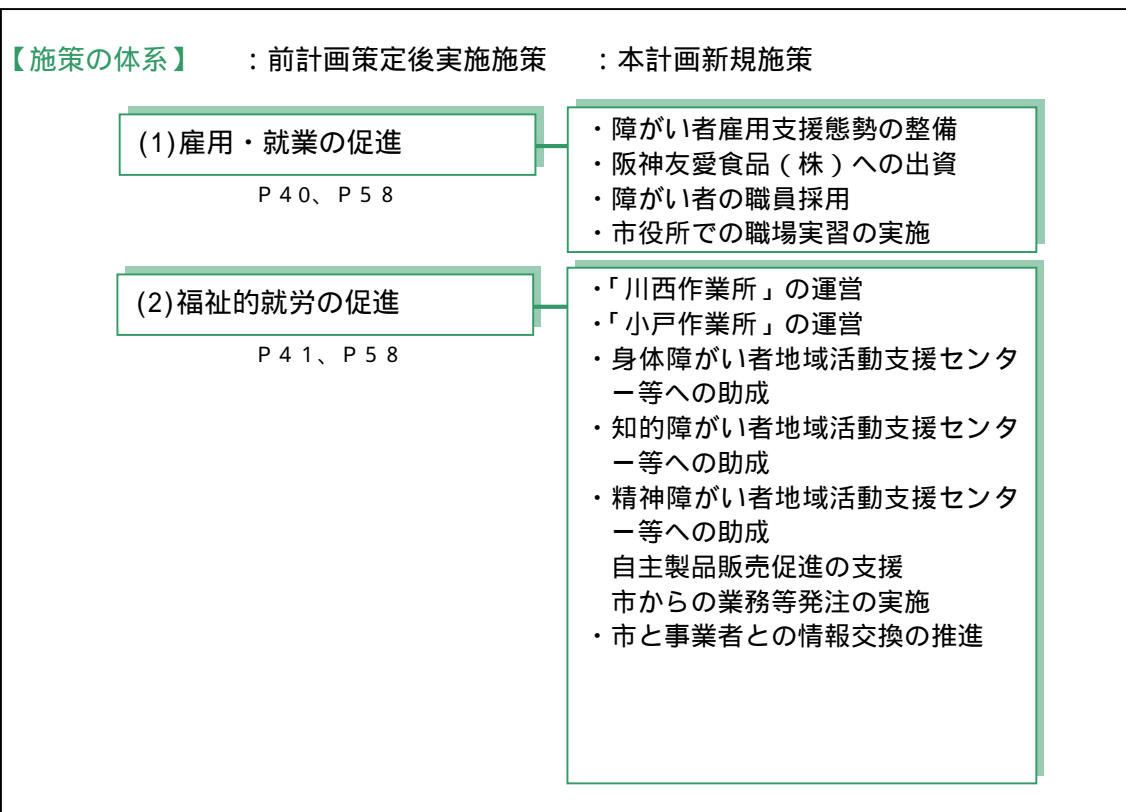 【施策の体系】　：前計画策定後実施施策　：本計画新規施策
(1)雇用・就業の促進
Ｐ４０、Ｐ５８
・障がい者雇用支援態勢の整備
・阪神友愛食品（株）への出資
・障がい者の職員採用
・市役所での職場実習の実施
(2)福祉的就労の促進
Ｐ４１、Ｐ５８
・「川西作業所」の運営
・「小戸作業所」の運営
・身体障がい者地域活動支援センタ
ー等への助成
・知的障がい者地域活動支援センタ
ー等への助成
・精神障がい者地域活動支援センタ
ー等への助成
自主製品販売促進の支援
市からの業務等発注の実施
・市と事業者との情報交換の推進